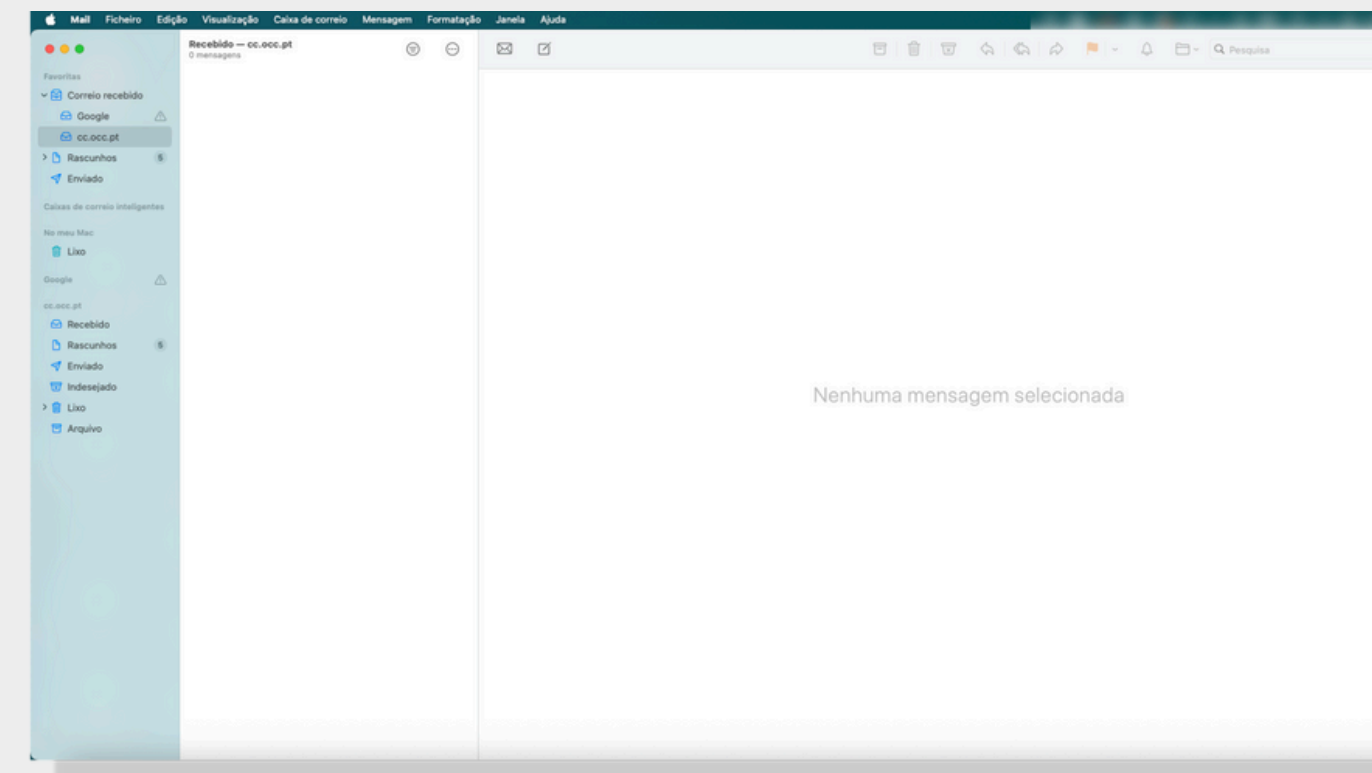 Mail Ficheiro Edição Visualização Caixa de correio Mensagem Formatação Janela Ajuda
Recebido — cc.occ.pt
0 mensagens
Pesquisa
Favoritas
Correio recebido
Google
cc.occ.pt
Rascunhos 5
Enviado
Caixas de correio inteligentes
No meu Mac
Lixo
Google
cc.occ.pt
Recebido
Rascunhos 5
Enviado
Indesejado
Lixo
Arquivo
Nenhuma mensagem selecionada